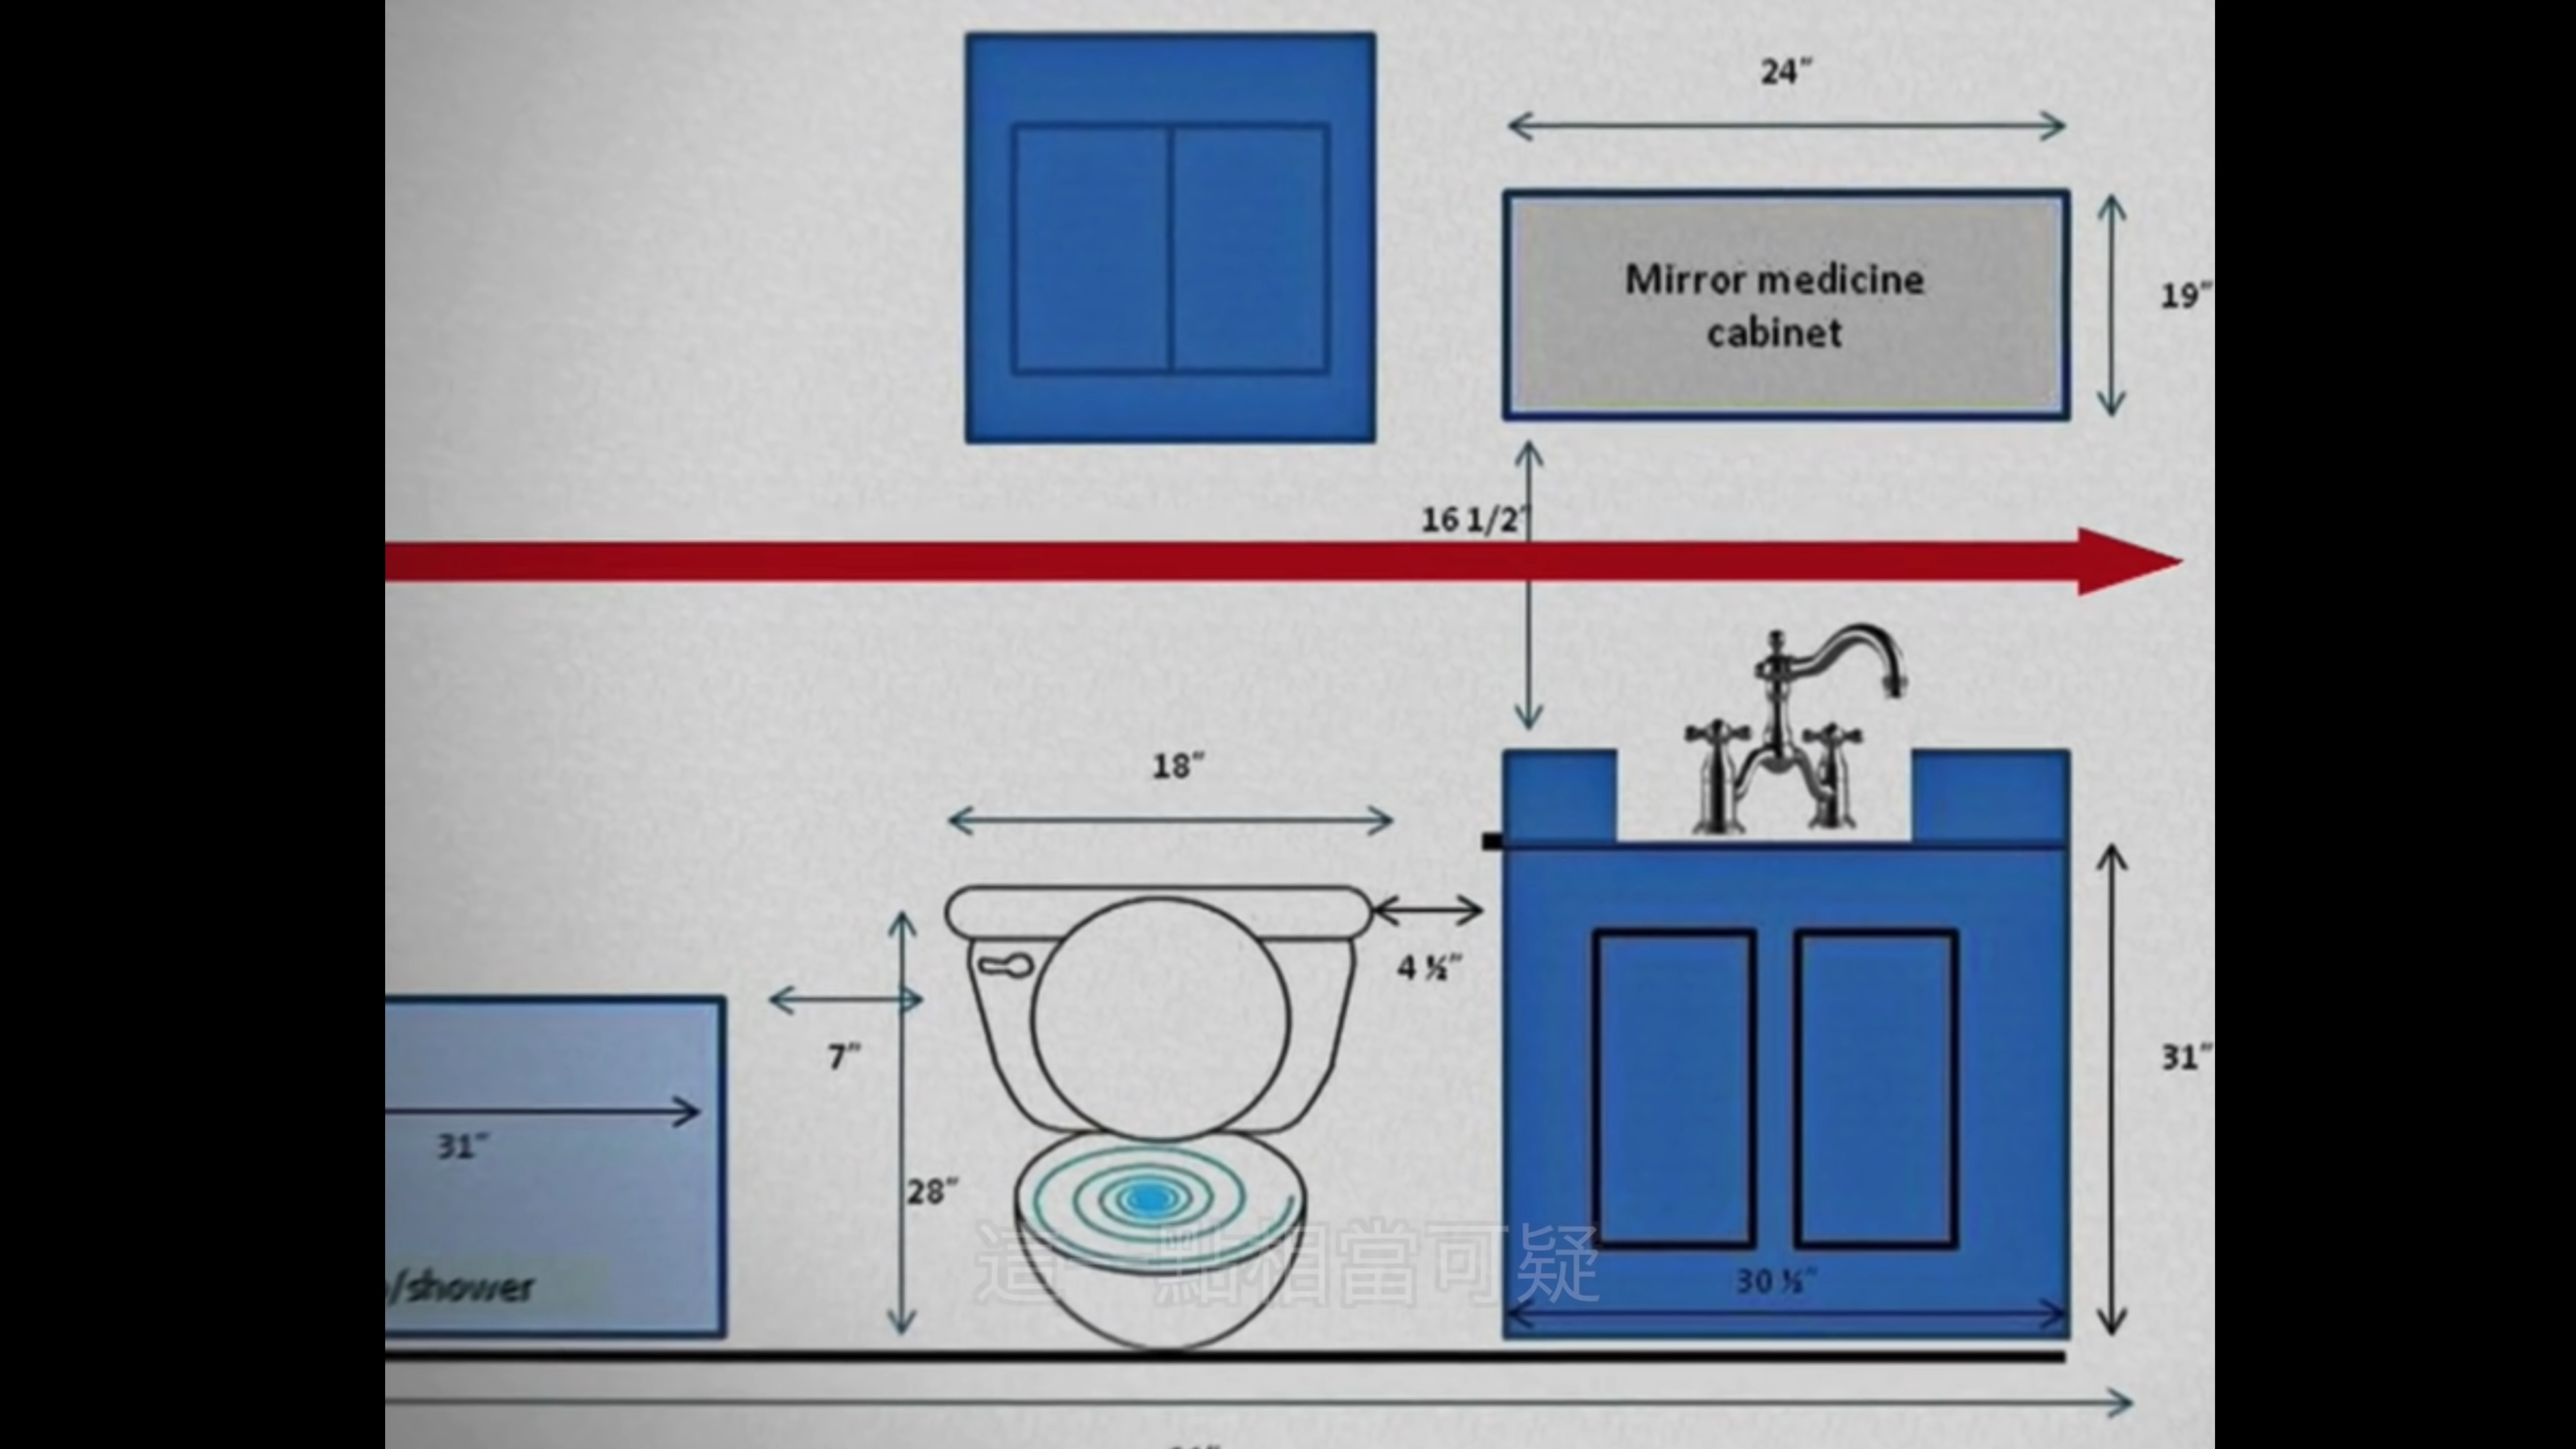 24"
Mirror medicine
cabinet
19"
16 1/2"
18"
4 ½"
7"
31"
31"
28"
這一點相當可疑
/shower
30 ½"